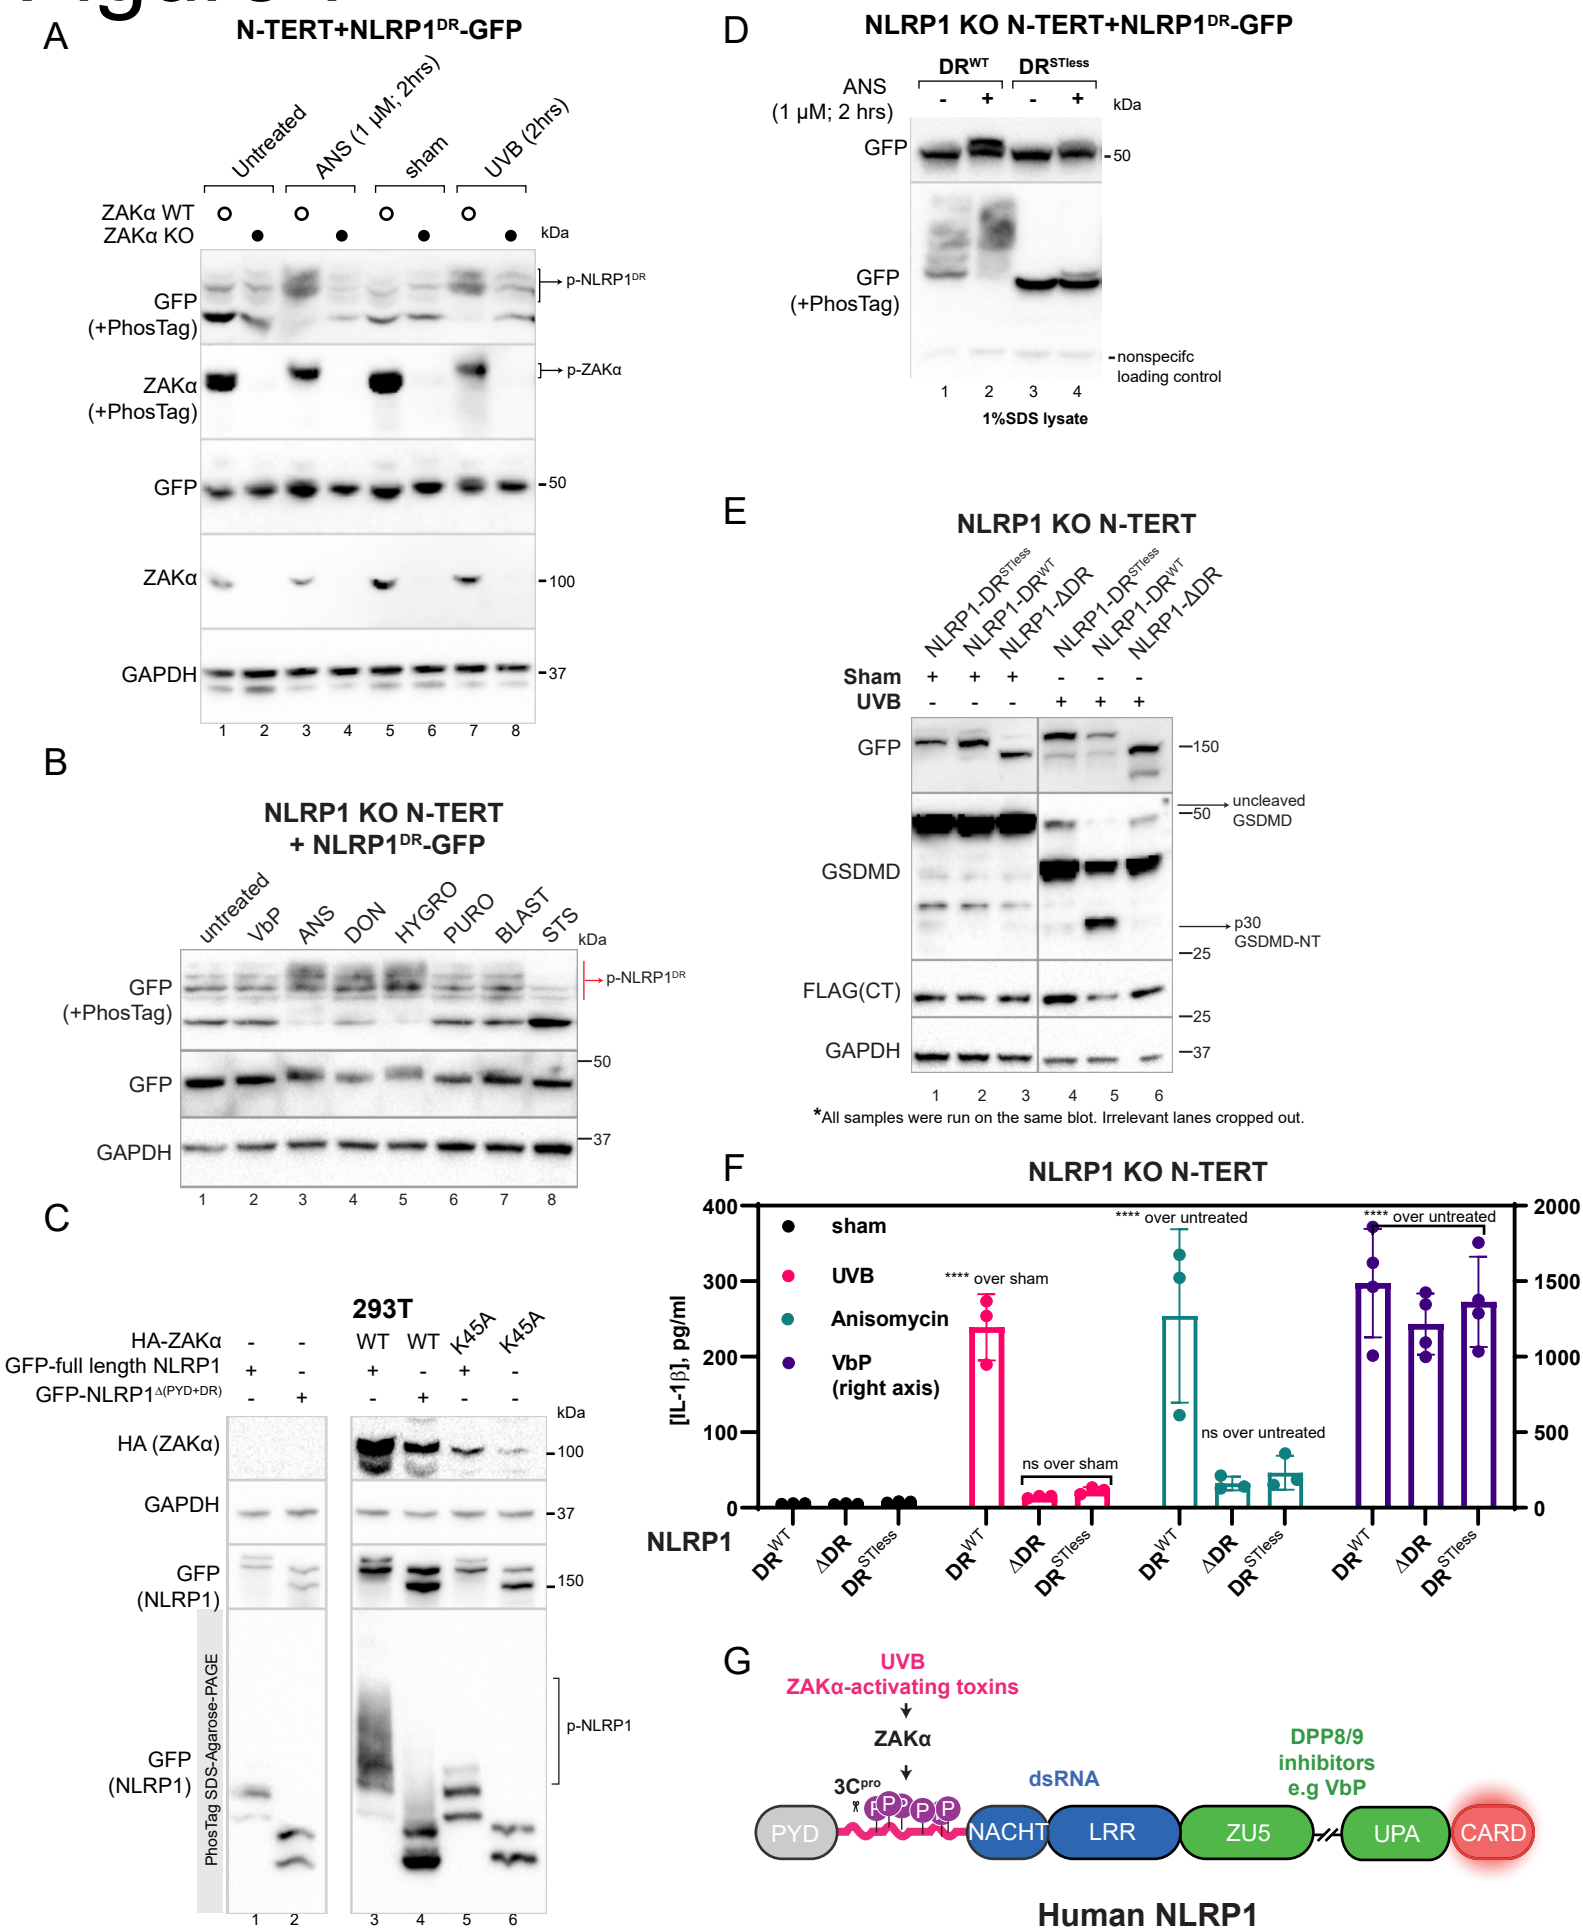 A
N-TERT+NLRP1DR-GFP
Untreated
ANS (1 µM; 2hrs)
sham
UVB (2hrs)
ZAKα WT
ZAKα KO
kDa
GFP
(+PhosTag)
p-NLRP1DR
ZAKα
(+PhosTag)
p-ZAKα
GFP
50
ZAKα
100
GAPDH
37
1 2 3 4 5 6 7 8
B
NLRP1 KO N-TERT
+ NLRP1DR-GFP
untreated
VbP
ANS
DON
HYGRO
PURO
BLAST
STS
kDa
GFP
(+PhosTag)
p-NLRP1DR
50
GFP
37
GAPDH
1 2 3 4 5 6 7 8
C
293T
HA-ZAKα - - WT WT K45A K45A
GFP-full length NLRP1 + - + - + -
GFP-NLRP1Δ(PYD+DR) - + - + - -
kDa
HA (ZAKα)
100
GAPDH
37
GFP
(NLRP1)
150
PhosTag SDS-Agarose-PAGE
GFP
(NLRP1)
p-NLRP1
1 2 3 4 5 6
D
NLRP1 KO N-TERT+NLRP1DR-GFP
DRWT DRSTless
ANS
(1 µM; 2 hrs)
- + - +
kDa
GFP
50
GFP
(+PhosTag)
nonspecifc
loading control
1 2 3 4
1%SDS lysate
E
NLRP1 KO N-TERT
NLRP1-DRSTless
NLRP1-DRWT
NLRP1-ΔDR
NLRP1-DRSTless
NLRP1-DRWT
NLRP1-ΔDR
Sham + + + - - -
UVB - - - + + +
GFP
150
uncleaved
GSDMD
50
GSDMD
p30
GSDMD-NT
25
FLAG(CT)
25
GAPDH
37
1 2 3 4 5 6
*All samples were run on the same blot. Irrelevant lanes cropped out.
F
NLRP1 KO N-TERT
[IL-1β], pg/ml
400
300
200
100
0
2000
1500
1000
500
0
sham
UVB
Anisomycin
VbP
(right axis)
**** over sham
ns over sham
**** over untreated
ns over untreated
**** over untreated
NLRP1
DRWT
ΔDR
DRSTless
DRWT
ΔDR
DRSTless
DRWT
ΔDR
DRSTless
DRWT
ΔDR
DRSTless
G
UVB
ZAKα-activating toxins
ZAKα
3Cpro
P P P P P
dsRNA
DPP8/9
inhibitors
e.g VbP
PYD NACHT LRR ZU5 UPA CARD
Human NLRP1